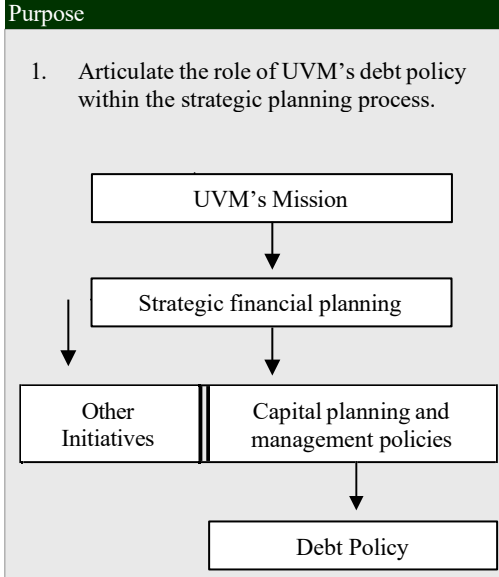 Purpose
1. Articulate the role of UVM's debt policy
within the strategic planning process.
UVM's Mission
Strategic financial planning
Other
Initiatives
Capital planning and
management policies
Debt Policy